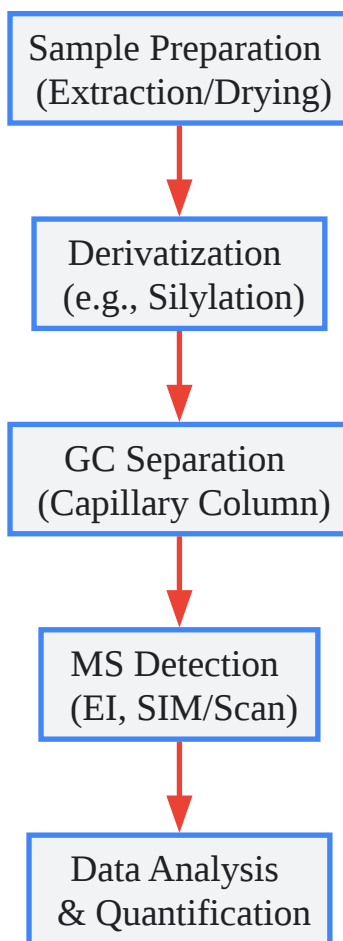 Sample Preparation
(Extraction/Drying)
Derivatization
(e.g., Silylation)
GC Separation
(Capillary Column)
MS Detection
(EI, SIM/Scan)
Data Analysis
& Quantification